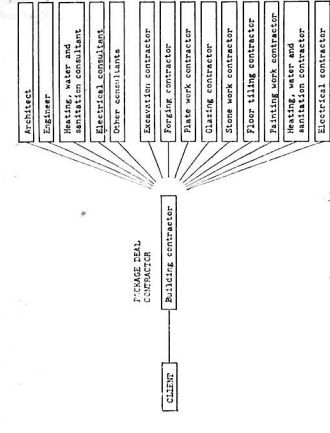 Architect
Engineer
Heating, water and
sanitation consultant
Electrical consultant
Other consultants
Excavation contractor
Forging contractor
Plate work contractor
Glazing contractor
Stone work contractor
Floor tiling contractor
Painting work contractor
Heating, water and
sanitation contractor
Electrical contractor
PACKAGE DEAL
CONTRACTOR
Building contractor
CLIENT